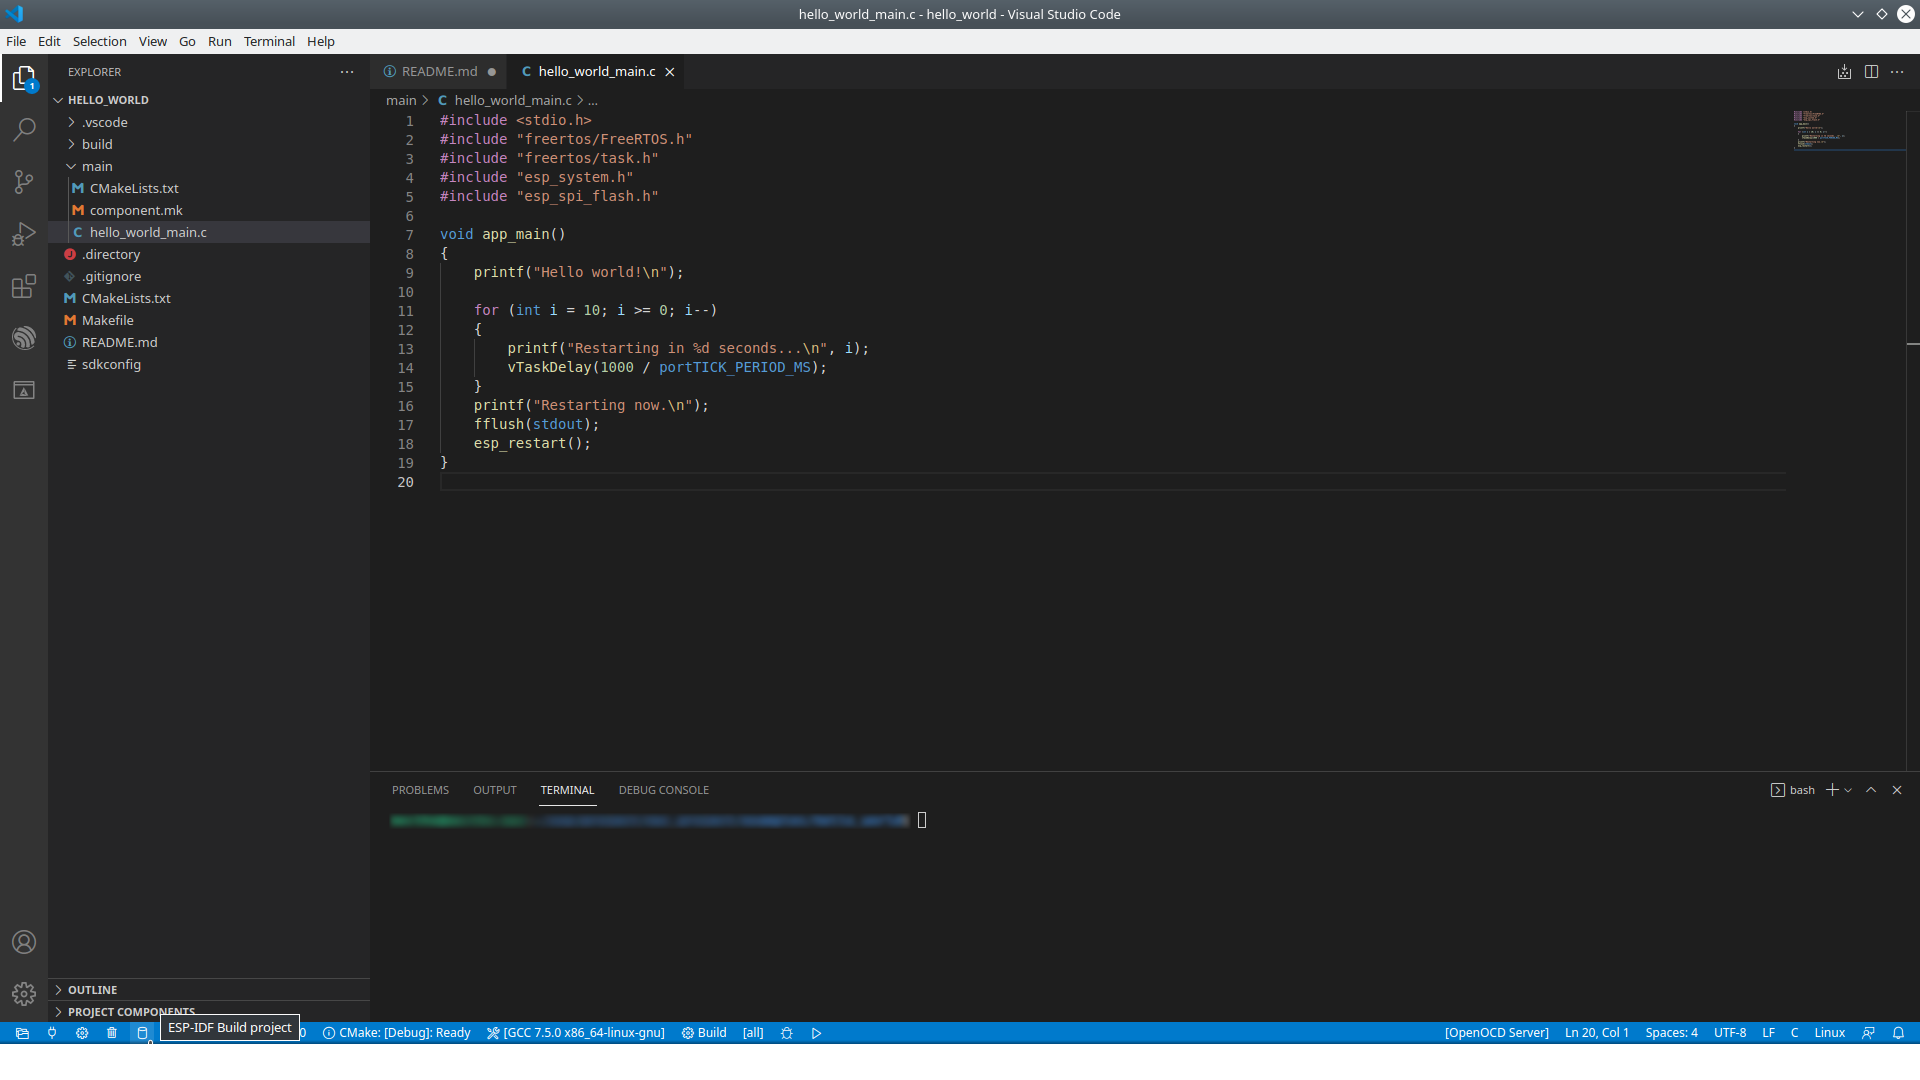 hello_world_main.c - hello_world - Visual Studio Code
File Edit Selection View Go Run Terminal Help
EXPLORER
HELLO_WORLD
.vscode
build
main
CMakeLists.txt
component.mk
hello_world_main.c
.directory
.gitignore
CMakeLists.txt
Makefile
README.md
sdkconfig
OUTLINE
PROJECT COMPONENTS
1
README.md
hello_world_main.c
main > hello_world_main.c > ...
1 #include <stdio.h>
2 #include "freertos/FreeRTOS.h"
3 #include "freertos/task.h"
4 #include "esp_system.h"
5 #include "esp_spi_flash.h"
6
7 void app_main()
8 {
9 printf("Hello world!\n");
10
11 for (int i = 10; i >= 0; i--)
12 {
13 printf("Restarting in %d seconds...\n", i);
14 vTaskDelay(1000 / portTICK_PERIOD_MS);
15 }
16 printf("Restarting now.\n");
17 fflush(stdout);
18 esp_restart();
19 }
20
PROBLEMS OUTPUT TERMINAL DEBUG CONSOLE
bash
ESP-IDF Build project
0 CMake: [Debug]: Ready [GCC 7.5.0 x86_64-linux-gnu] Build [all]
[OpenOCD Server] Ln 20, Col 1 Spaces: 4 UTF-8 LF C Linux